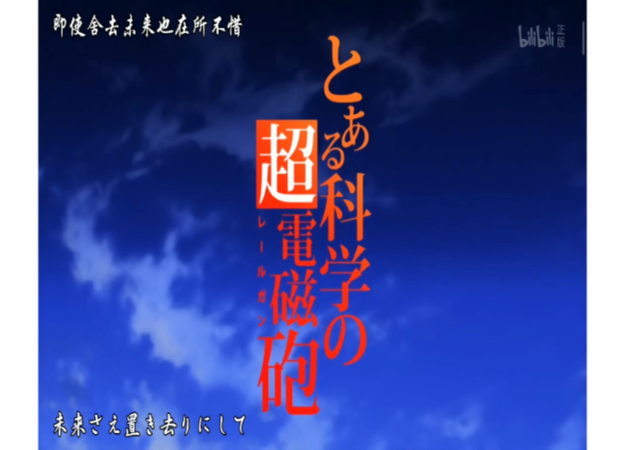 即使舍去未来也在所不惜
bilibili 正版
とある科学の
超電磁砲
レールガン
未来さえ置き去りにして